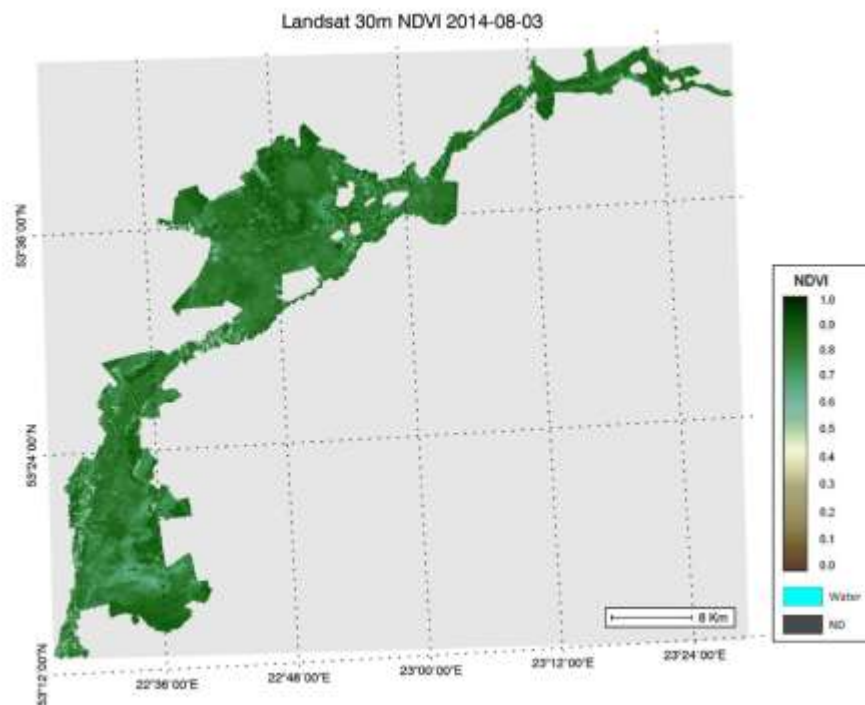 Landsat 30m NDVI 2014-08-03
53°36'00"N
53°24'00"N
53°12'00"N
NDVI
1.0
0.9
0.8
0.7
0.6
0.5
0.4
0.3
0.2
0.1
0.0
Water
ND
8 Km
22°36'00"E
22°48'00"E
23°00'00"E
23°12'00"E
23°24'00"E